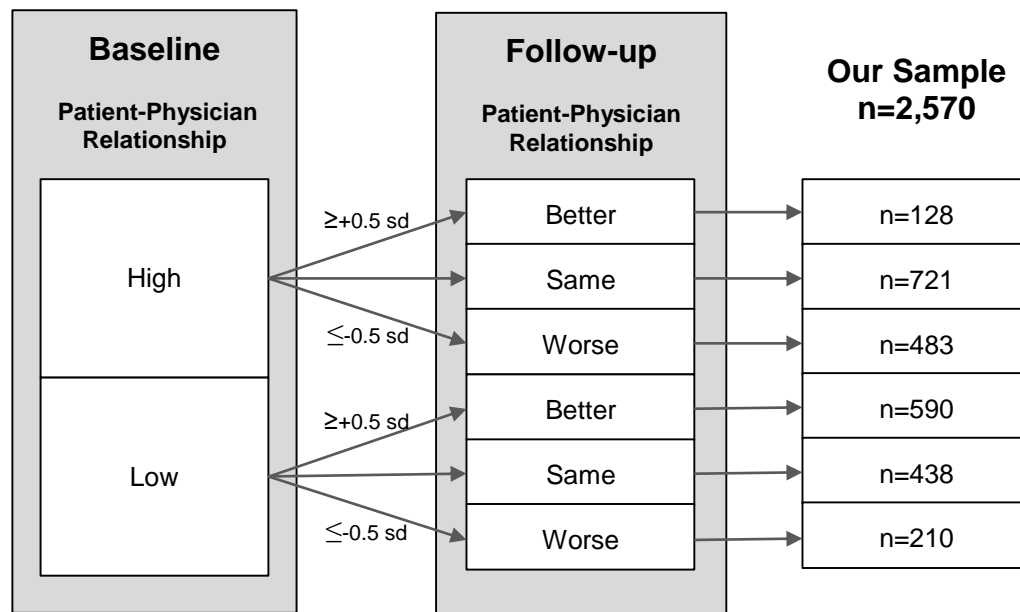 Baseline
Patient-Physician
Relationship
High
Low
≥+0.5 sd
≤-0.5 sd
≥+0.5 sd
≤-0.5 sd
Follow-up
Patient-Physician
Relationship
Better
Same
Worse
Better
Same
Worse
Our Sample
n=2,570
n=128
n=721
n=483
n=590
n=438
n=210